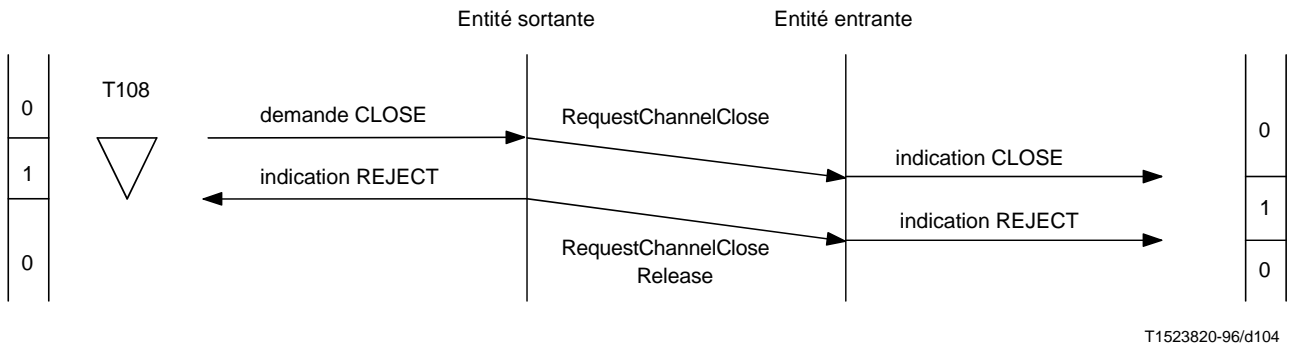 Entité sortante Entité entrante
T108
0 demande CLOSE RequestChannelClose 0
1 indication REJECT indication CLOSE
indication REJECT 1
0 RequestChannelClose 0
Release
T1523820-96/d104